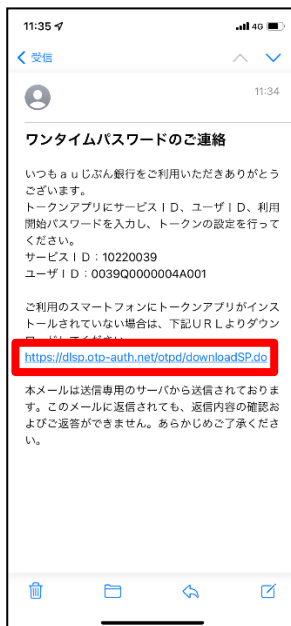 11:35 4G
受信
11:34
ワンタイムパスワードのご連絡
いつもａｕじぶん銀行をご利用いただきありがとう
ございます。
トークンアプリにサービスＩＤ、ユーザＩＤ、利用
開始パスワードを入力し、トークンの設定を行って
ください。
サービスＩＤ：10220039
ユーザＩＤ：0039Q0000004A001
ご利用のスマートフォンにトークンアプリがインス
トールされていない場合は、下記ＵＲＬよりダウン
https://dlsp.otp-auth.net/otpd/downloadSP.do
本メールは送信専用のサーバから送信されておりま
す。このメールに返信されても、返信内容の確認お
よびご返答ができません。あらかじめご了承くださ
い。